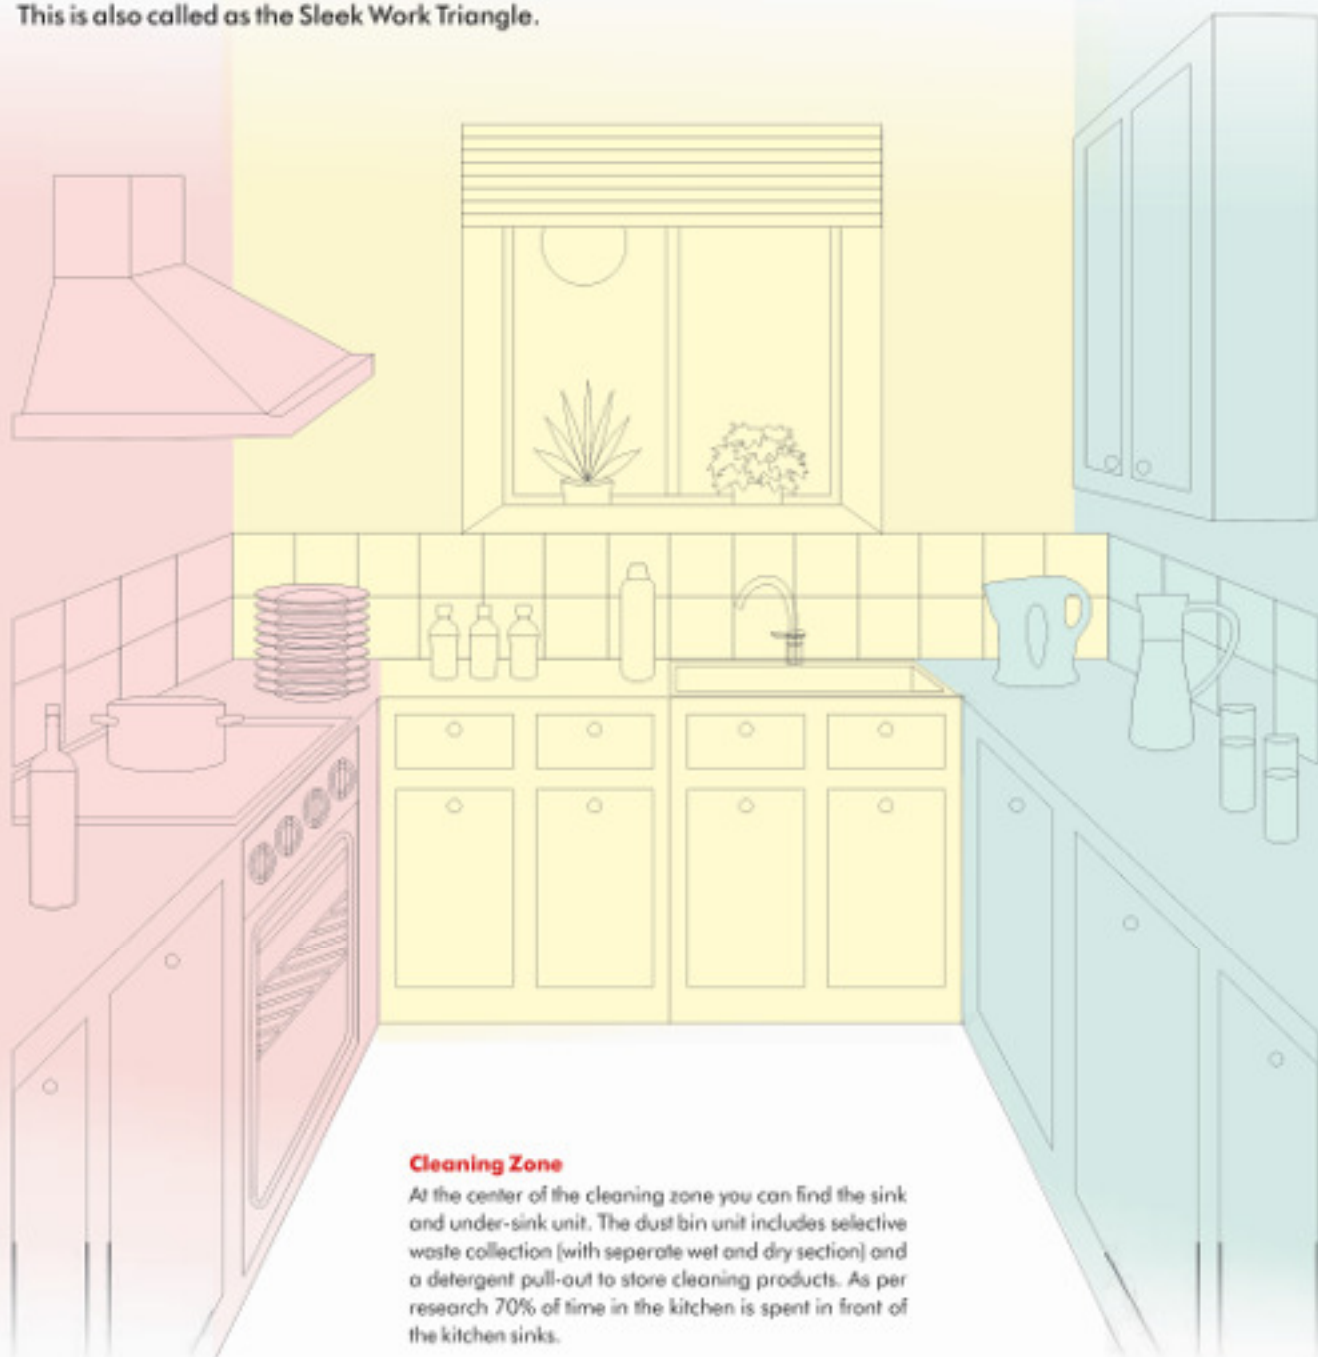 This is also called as the Sleek Work Triangle.
Cleaning Zone
At the center of the cleaning zone you can find the sink
and under-sink unit. The dust bin unit includes selective
waste collection (with seperate wet and dry section) and
a detergent pull-out to store cleaning products. As per
research 70% of time in the kitchen is spent in front of
the kitchen sinks.